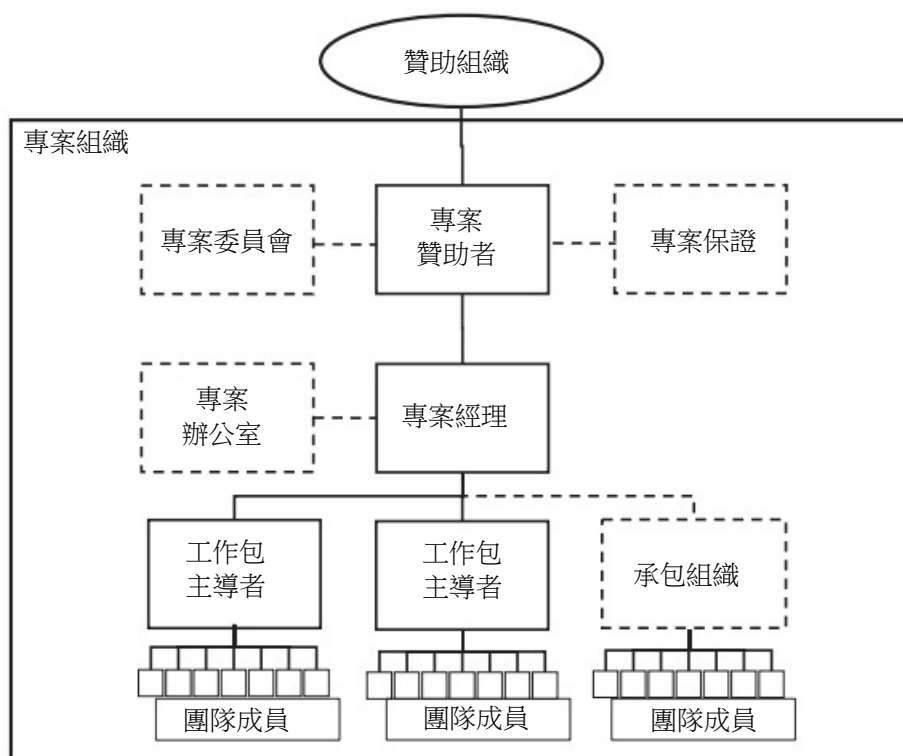 贊助組織
專案組織
專案委員會
專案
贊助者
專案保證
專案
辦公室
專案經理
工作包
主導者
工作包
主導者
承包組織
團隊成員
團隊成員
團隊成員